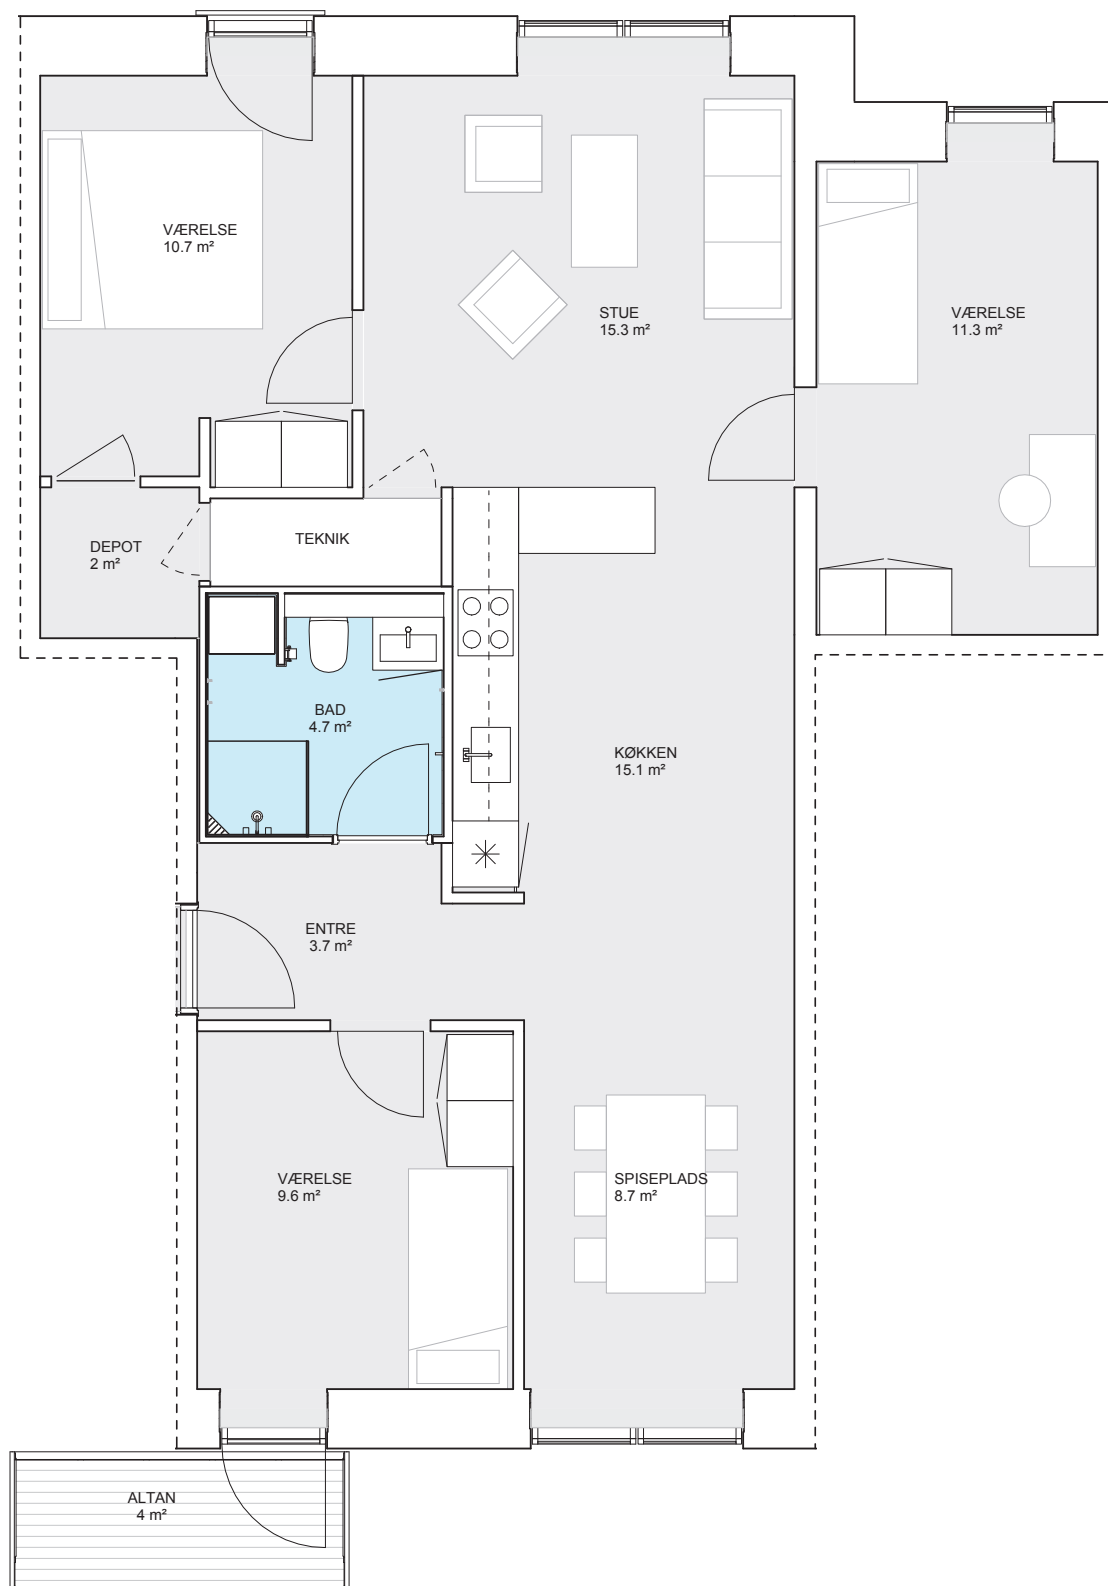 VÆRELSE
10.7 m²
STUE
15.3 m²
VÆRELSE
11.3 m²
TEKNIK
DEPOT
2 m²
BAD
4.7 m²
KØKKEN
15.1 m²
ENTRE
3.7 m²
VÆRELSE
9.6 m²
SPISEPLADS
8.7 m²
ALTAN
4 m²